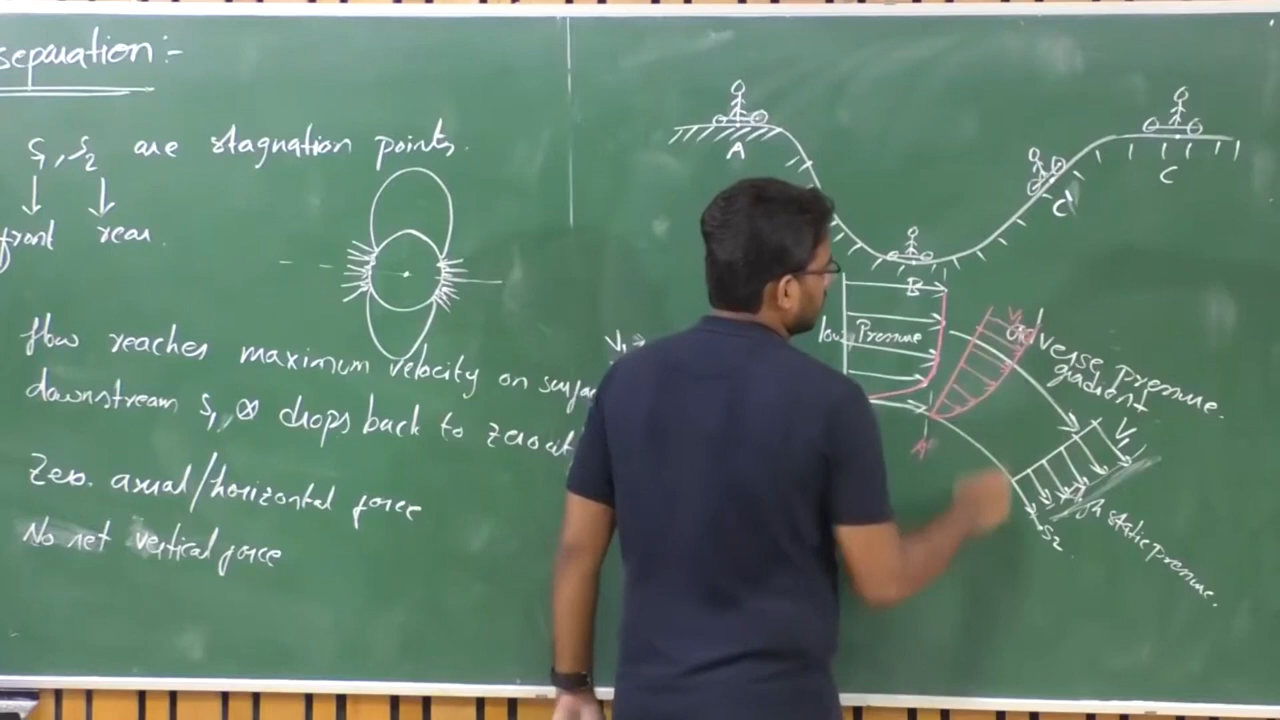 separation:-
S1, S2 are stagnation points.
front rear.
flow reaches maximum velocity on surfa
downstream S1, drops back to zero at
Zero. axial/horizontal force
No net vertical force
A
B
C
C'
V1
low Pressure
V
adverse pressure.
gradient
A'
V
S2
static pressure.